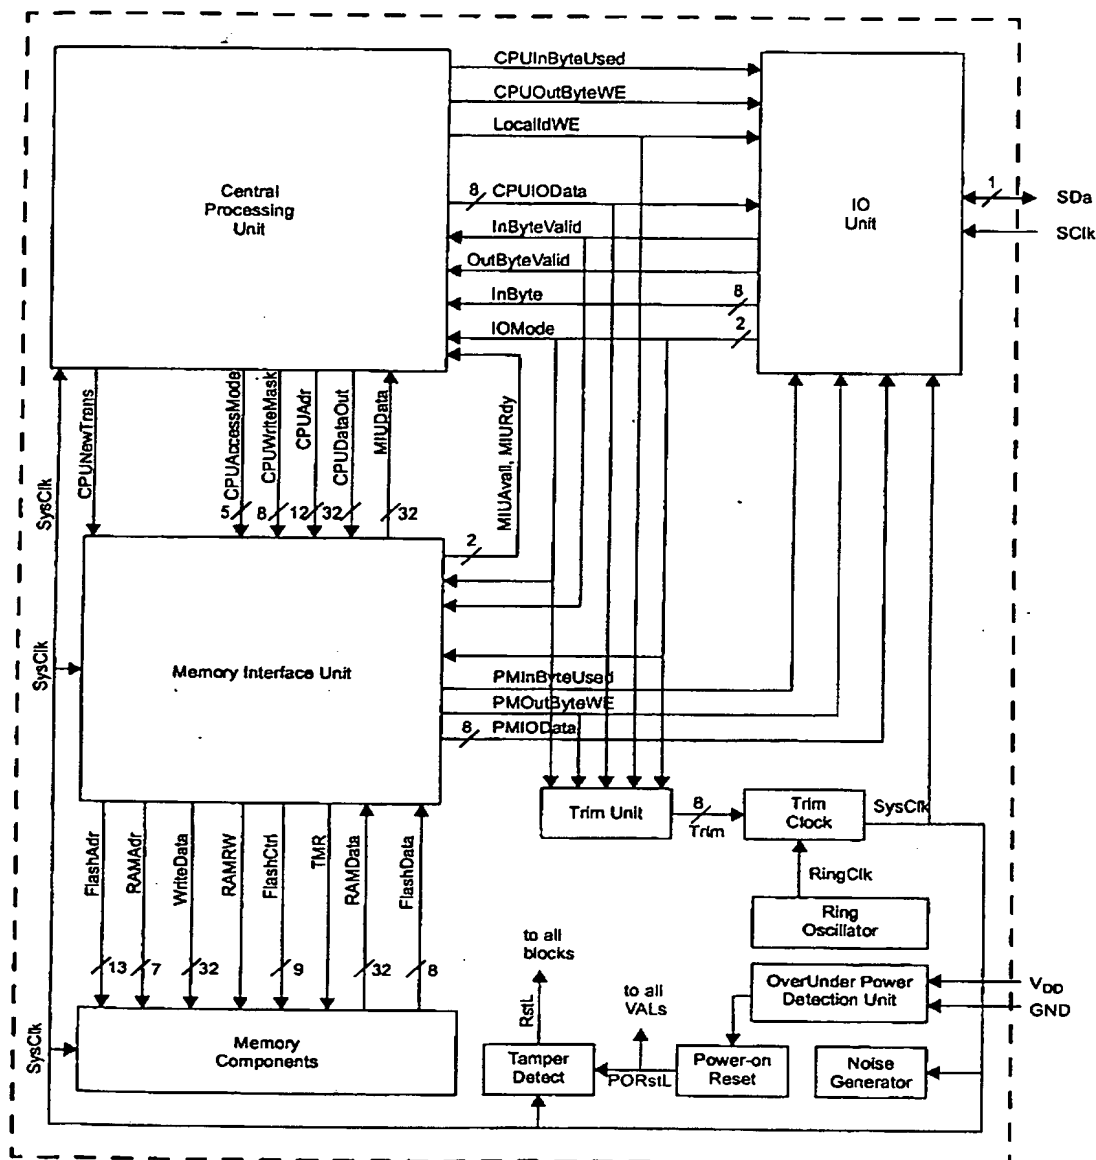 CPUInByteUsed
CPUOutByteWE
LocalIdWE
Central
Processing
Unit
8
CPUIOData
InByteValid
OutByteValid
InByte
8
IOMode
2
IO
Unit
1
SDa
SClk
SysClk
CPUNewTrans
CPUAccessMode
CPUWriteMask
CPUAdr
CPUDataOut
MIUData
MIUAvail, MIURdy
5
8
12
32
32
2
SysClk
Memory Interface Unit
PMInByteUsed
PMOutByteWE
8
PMIOData
Trim Unit
8
Trim
Trim
Clock
SysClk
RingClk
Ring
Oscillator
FlashAdr
RAMAdr
WriteData
RAMRW
FlashCtrl
TMR
RAMData
FlashData
13
7
32
9
32
8
SysClk
Memory
Components
to all
blocks
RstL
to all
VALs
OverUnder Power
Detection Unit
VDD
GND
Tamper
Detect
PORstL
Power-on
Reset
Noise
Generator